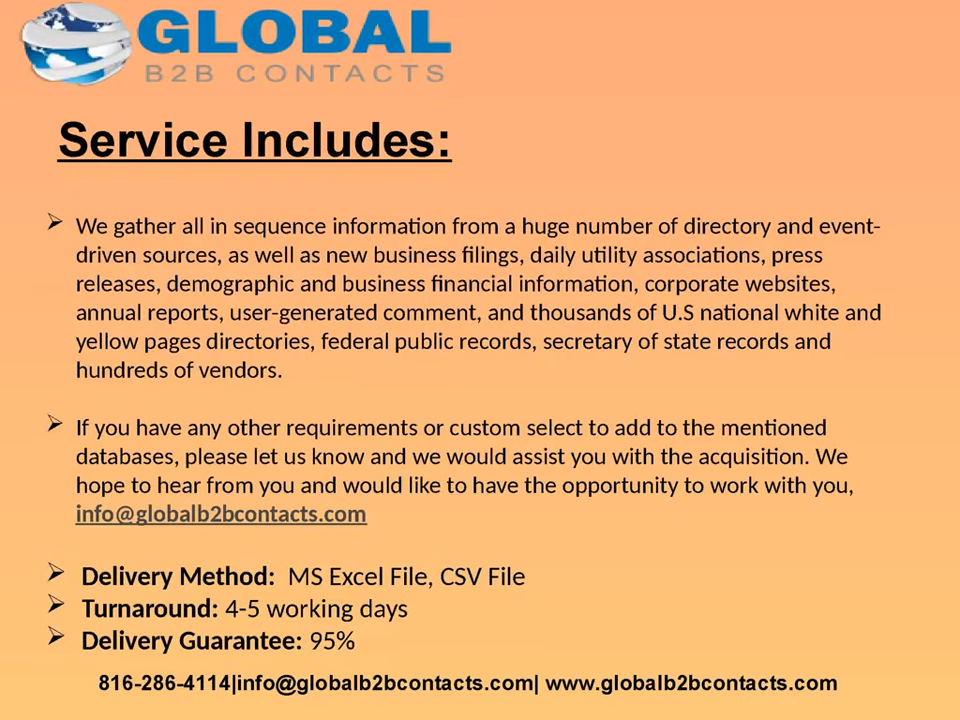 GLOBAL
B2B CONTACTS
Service Includes:
We gather all in sequence information from a huge number of directory and event-
driven sources, as well as new business filings, daily utility associations, press
releases, demographic and business financial information, corporate websites,
annual reports, user-generated comment, and thousands of U.S national white and
yellow pages directories, federal public records, secretary of state records and
hundreds of vendors.
If you have any other requirements or custom select to add to the mentioned
databases, please let us know and we would assist you with the acquisition. We
hope to hear from you and would like to have the opportunity to work with you,
info@globalb2bcontacts.com
Delivery Method: MS Excel File, CSV File
Turnaround: 4-5 working days
Delivery Guarantee: 95%
816-286-4114|info@globalb2bcontacts.com| www.globalb2bcontacts.com